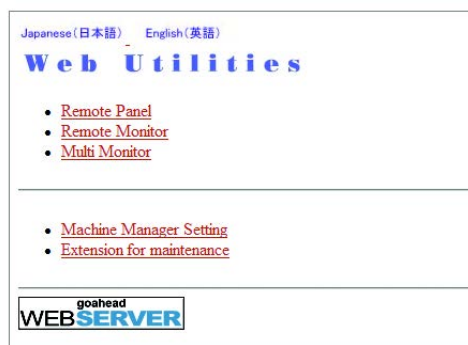 Japanese(日本語) English(英語)
Web Utilities
Remote Panel
Remote Monitor
Multi Monitor
Machine Manager Setting
Extension for maintenance
goahead
WEBSERVER